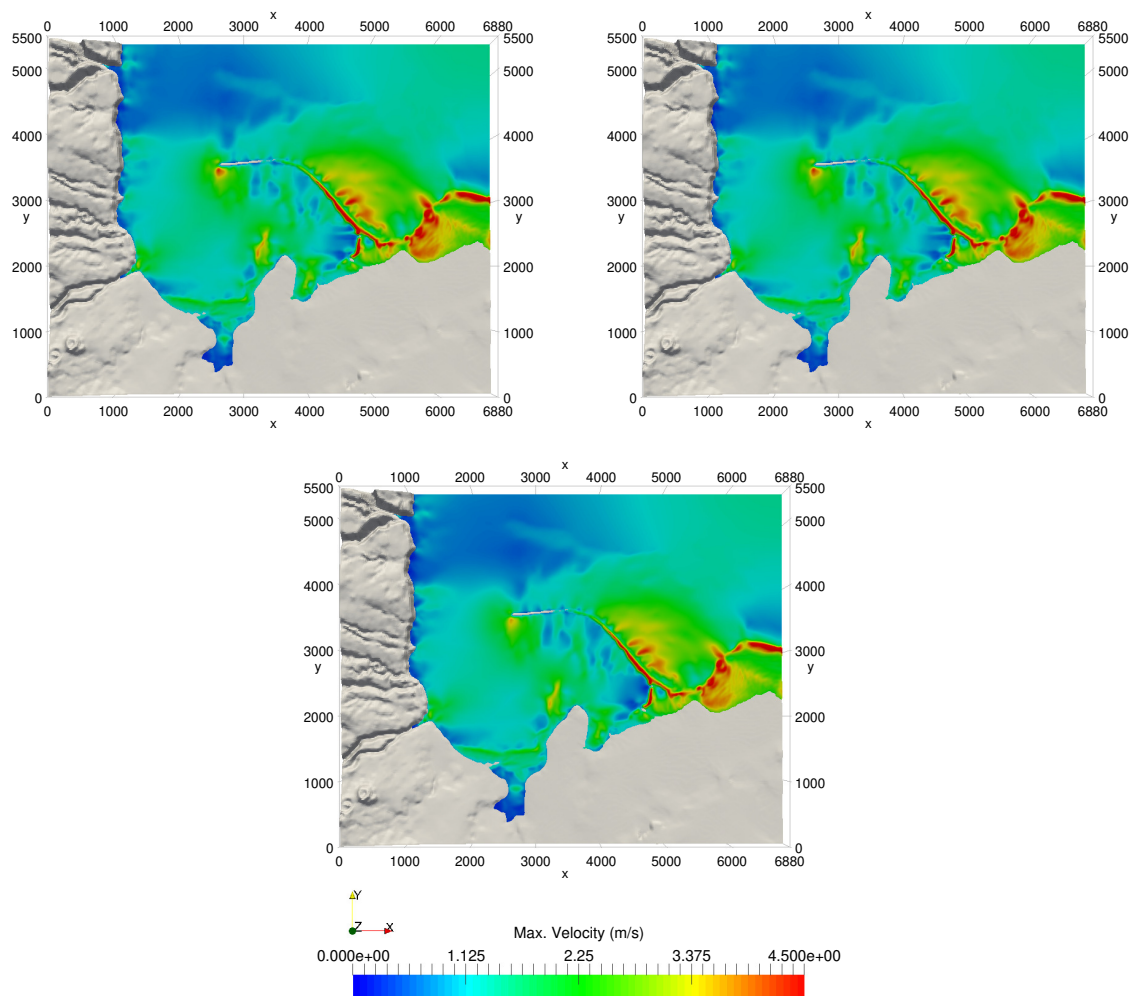 x x
0 1000 2000 3000 4000 5000 6000 6880 0 1000 2000 3000 4000 5000 6000 6880
5500 5500 5500 5500
5000 5000 5000 5000
4000 4000 4000 4000
3000 3000 3000 3000
y y y y
2000 2000 2000 2000
1000 1000 1000 1000
0 0 0 0
0 1000 2000 3000 4000 5000 6000 6880 0 1000 2000 3000 4000 5000 6000 6880
x x
x
0 1000 2000 3000 4000 5000 6000 6880
5500 5500
5000 5000
4000 4000
3000 3000
y y
2000 2000
1000 1000
0 0
0 1000 2000 3000 4000 5000 6000 6880
x
Y
Z X
Max. Velocity (m/s)
0.000e+00 1.125 2.25 3.375 4.500e+00